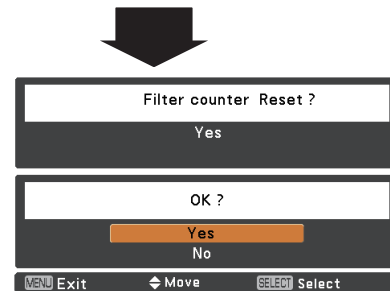 Filter counter Reset ?
Yes
OK ?
Yes
No
MENU Exit Move SELECT Select